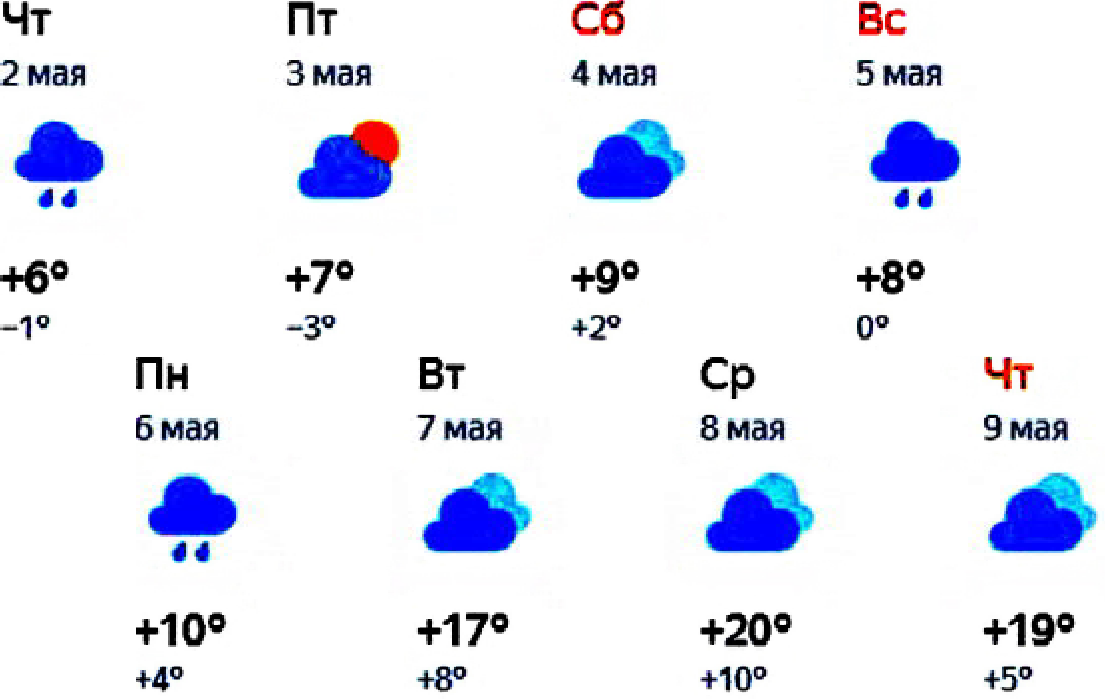 Чт Пт Сб Вс
2 мая 3 мая 4 мая 5 мая
+6° +7° +9° +8°
−1° −3° +2° 0°
Пн Вт Ср Чт
6 мая 7 мая 8 мая 9 мая
+10° +17° +20° +19°
+4° +8° +10° +5°